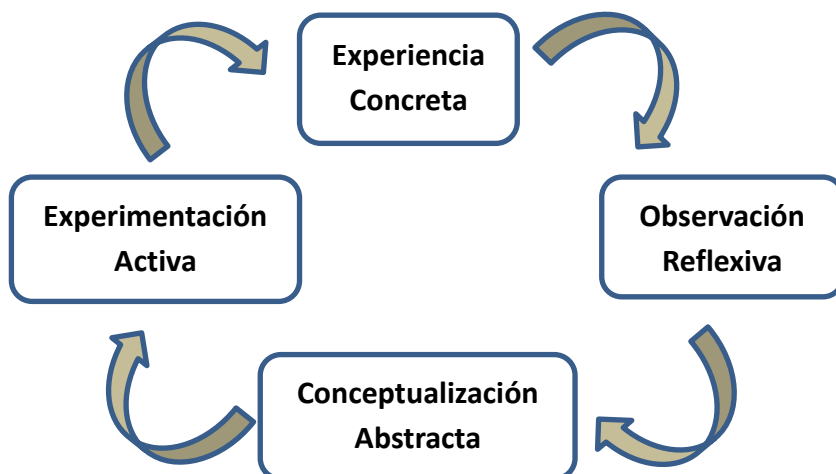 Experiencia
Concreta
Experimentación
Activa
Observación
Reflexiva
Conceptualización
Abstracta